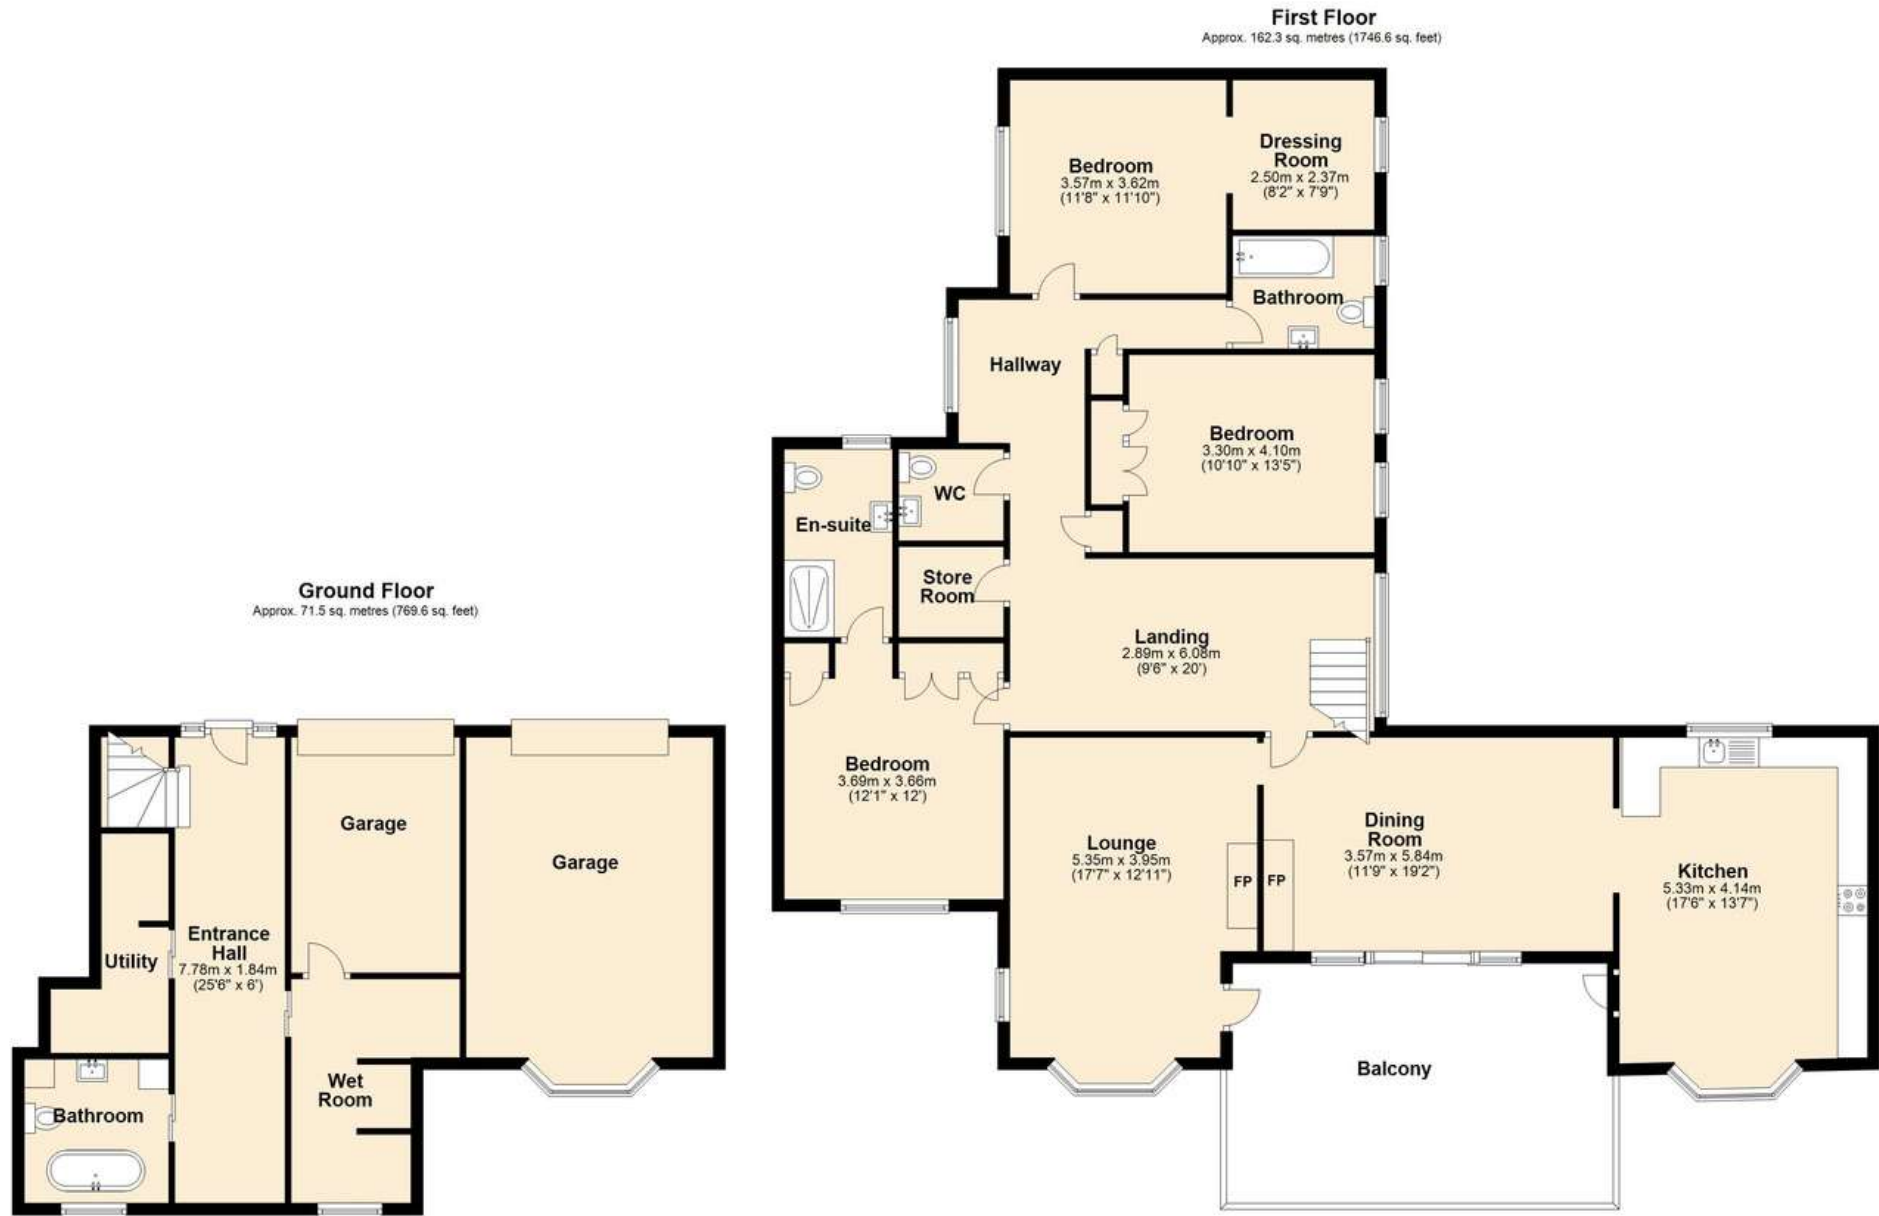 First Floor
Approx. 162.3 sq. metres (1746.6 sq. feet)
Bedroom
3.57m x 3.62m
(11'8" x 11'10")
Dressing
Room
2.50m x 2.37m
(8'2" x 7'9")
Bathroom
Hallway
Bedroom
3.30m x 4.10m
(10'10" x 13'5")
WC
En-suite
Store
Room
Landing
2.89m x 6.08m
(9'6" x 20')
Bedroom
3.69m x 3.66m
(12'1" x 12')
Lounge
5.35m x 3.95m
(17'7" x 12'11")
FP
FP
Dining
Room
3.57m x 5.84m
(11'9" x 19'2")
Kitchen
5.33m x 4.14m
(17'6" x 13'7")
Balcony
Ground Floor
Approx. 71.5 sq. metres (769.6 sq. feet)
Garage
Garage
Entrance
Hall
7.78m x 1.84m
(25'6" x 6')
Utility
Wet
Room
Bathroom